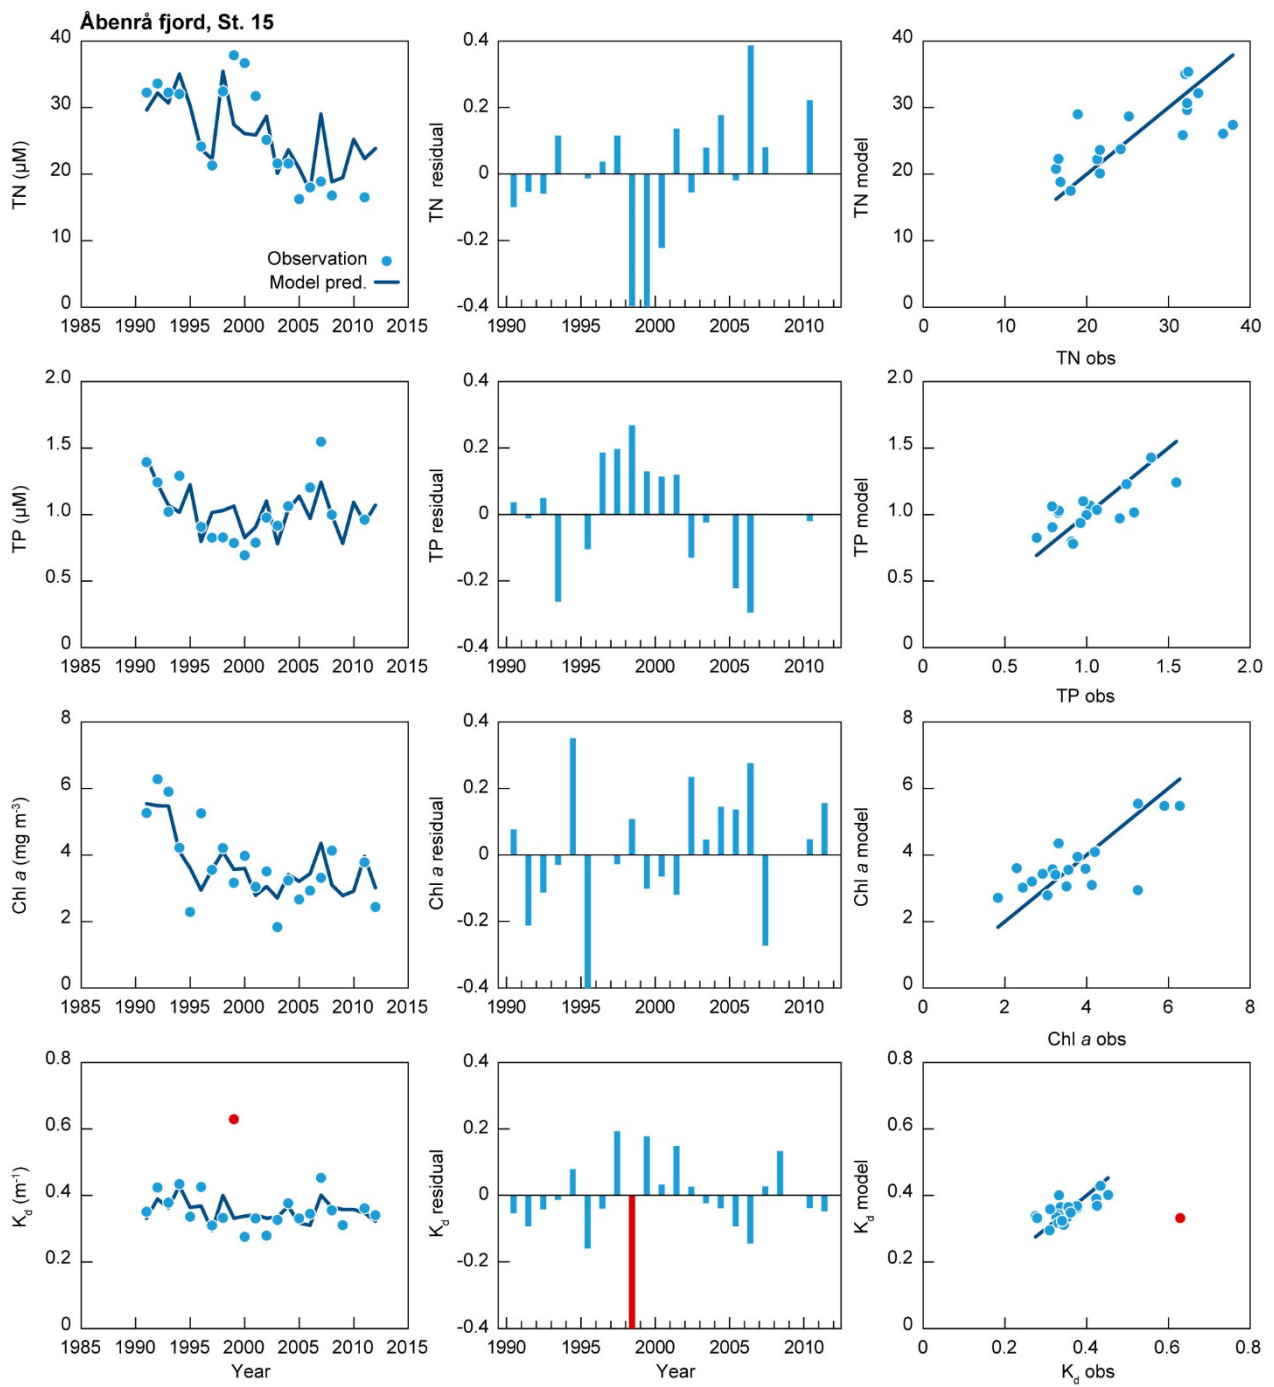 Åbenrå fjord, St. 15
40
30
20
10
0
TN (µM)
Observation
Model pred.
1985 1990 1995 2000 2005 2010 2015
0.4
0.2
0
-0.2
-0.4
TN residual
1990 1995 2000 2005 2010
40
30
20
10
0
TN model
0 10 20 30 40
TN obs
2.0
1.5
1.0
0.5
0
TP (µM)
1985 1990 1995 2000 2005 2010 2015
0.4
0.2
0
-0.2
-0.4
TP residual
1990 1995 2000 2005 2010
2.0
1.5
1.0
0.5
0
TP model
0 0.5 1.0 1.5 2.0
TP obs
8
6
4
2
0
Chl a (mg m⁻³)
1985 1990 1995 2000 2005 2010 2015
0.4
0.2
0
-0.2
-0.4
Chl a residual
1990 1995 2000 2005 2010
8
6
4
2
0
Chl a model
0 2 4 6 8
Chl a obs
0.8
0.6
0.4
0.2
0
K_d (m⁻¹)
1985 1990 1995 2000 2005 2010 2015
Year
0.4
0.2
0
-0.2
-0.4
K_d residual
1990 1995 2000 2005 2010
Year
0.8
0.6
0.4
0.2
0
K_d model
0 0.2 0.4 0.6 0.8
K_d obs